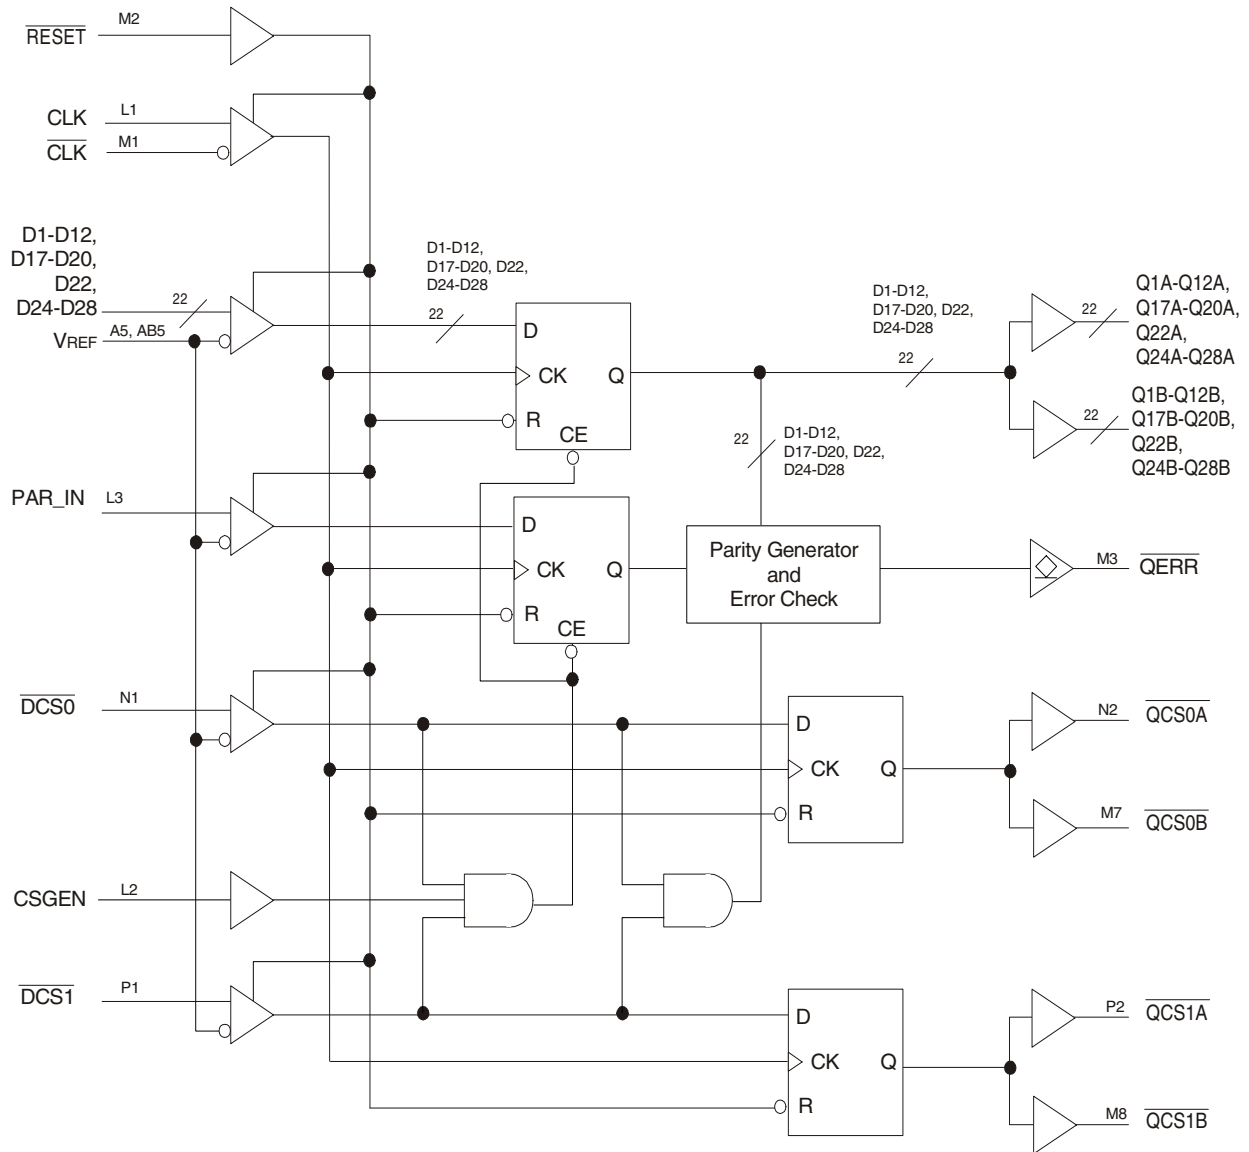 RESET
M2
CLK
L1
CLK
M1
D1-D12,
D17-D20,
D22,
D24-D28
22
VREF
A5, AB5
D1-D12,
D17-D20, D22,
D24-D28
22
D
CK
Q
R
CE
D1-D12,
D17-D20, D22,
D24-D28
22
22
Q1A-Q12A,
Q17A-Q20A,
Q22A,
Q24A-Q28A
22
Q1B-Q12B,
Q17B-Q20B,
Q22B,
Q24B-Q28B
22
D1-D12,
D17-D20, D22,
D24-D28
PAR_IN
L3
D
CK
Q
R
CE
Parity Generator
and
Error Check
M3
QERR
DCS0
N1
D
CK
Q
R
N2
QCS0A
M7
QCS0B
CSGEN
L2
DCS1
P1
D
CK
Q
R
P2
QCS1A
M8
QCS1B